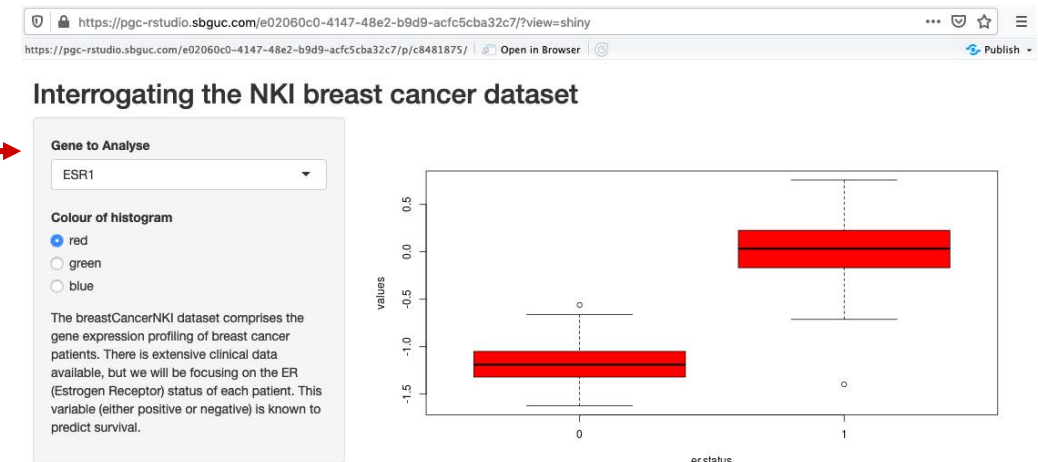 https://pgc-rstudio.sbguc.com/e02060c0-4147-48e2-b9d9-acfc5cba32c7/?view=shiny
https://pgc-rstudio.sbguc.com/e02060c0-4147-48e2-b9d9-acfc5cba32c7/p/c8481875/ Open in Browser Publish
Interrogating the NKI breast cancer dataset
Gene to Analyse
ESR1
Colour of histogram
red
green
blue
The breastCancerNKI dataset comprises the
gene expression profiling of breast cancer
patients. There is extensive clinical data
available, but we will be focusing on the ER
(Estrogen Receptor) status of each patient. This
variable (either positive or negative) is known to
predict survival.
values
0.5
0.0
-0.5
-1.0
-1.5
0 1
er.status